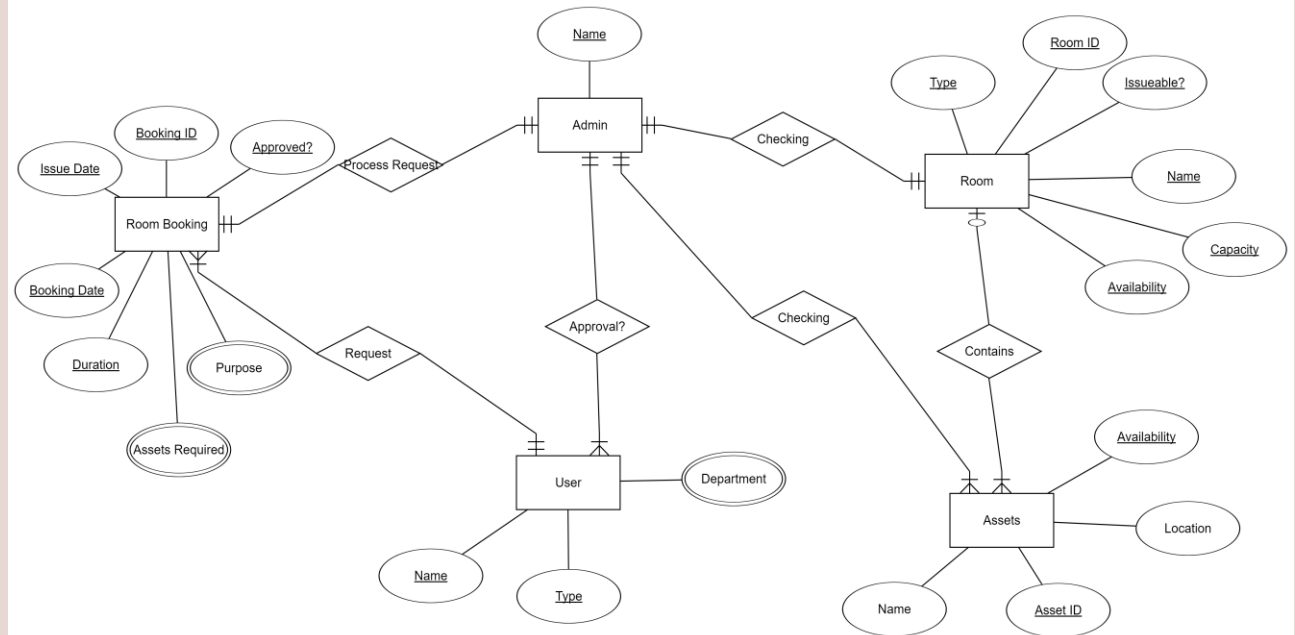 Name
Room ID
Type
Issueable?
Booking ID
Admin
Checking
Approved?
Issue Date
Process Request
Room
Name
Room Booking
Capacity
Booking Date
Availability
Checking
Approval?
Request
Contains
Duration
Purpose
Availability
Assets Required
Department
User
Assets
Location
Name
Type
Name
Asset ID